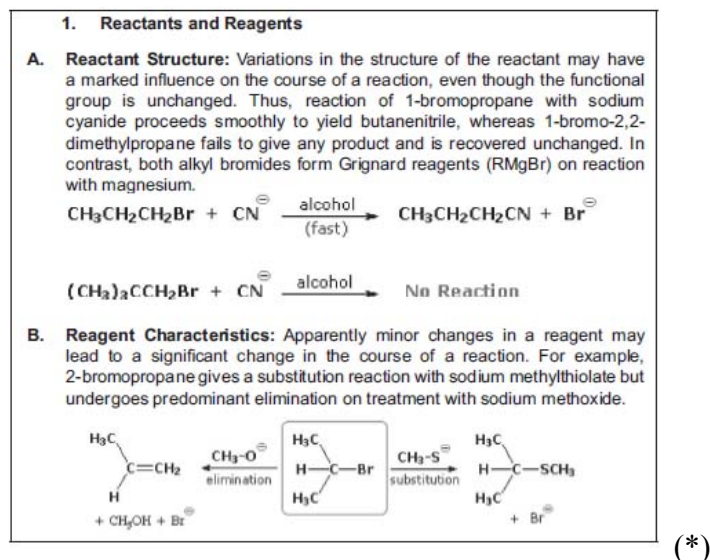 1. Reactants and Reagents
A. Reactant Structure: Variations in the structure of the reactant may have
a marked influence on the course of a reaction, even though the functional
group is unchanged. Thus, reaction of 1-bromopropane with sodium
cyanide proceeds smoothly to yield butanenitrile, whereas 1-bromo-2,2-
dimethylpropane fails to give any product and is recovered unchanged. In
contrast, both alkyl bromides form Grignard reagents (RMgBr) on reaction
with magnesium.
CH₃CH₂CH₂Br + CN⊖ alcohol (fast) CH₃CH₂CH₂CN + Br⊖
(CH₃)₃CCH₂Br + CN⊖ alcohol No Reaction
B. Reagent Characteristics: Apparently minor changes in a reagent may
lead to a significant change in the course of a reaction. For example,
2-bromopropane gives a substitution reaction with sodium methylthiolate but
undergoes predominant elimination on treatment with sodium methoxide.
H₃C H₃C H₃C
C=CH₂ CH₃-O⊖ H-C-Br CH₃-S⊖ H-C-SCH₃
elimination substitution
H H₃C H₃C
+ CH₃OH + Br⊖ + Br⊖
(*)